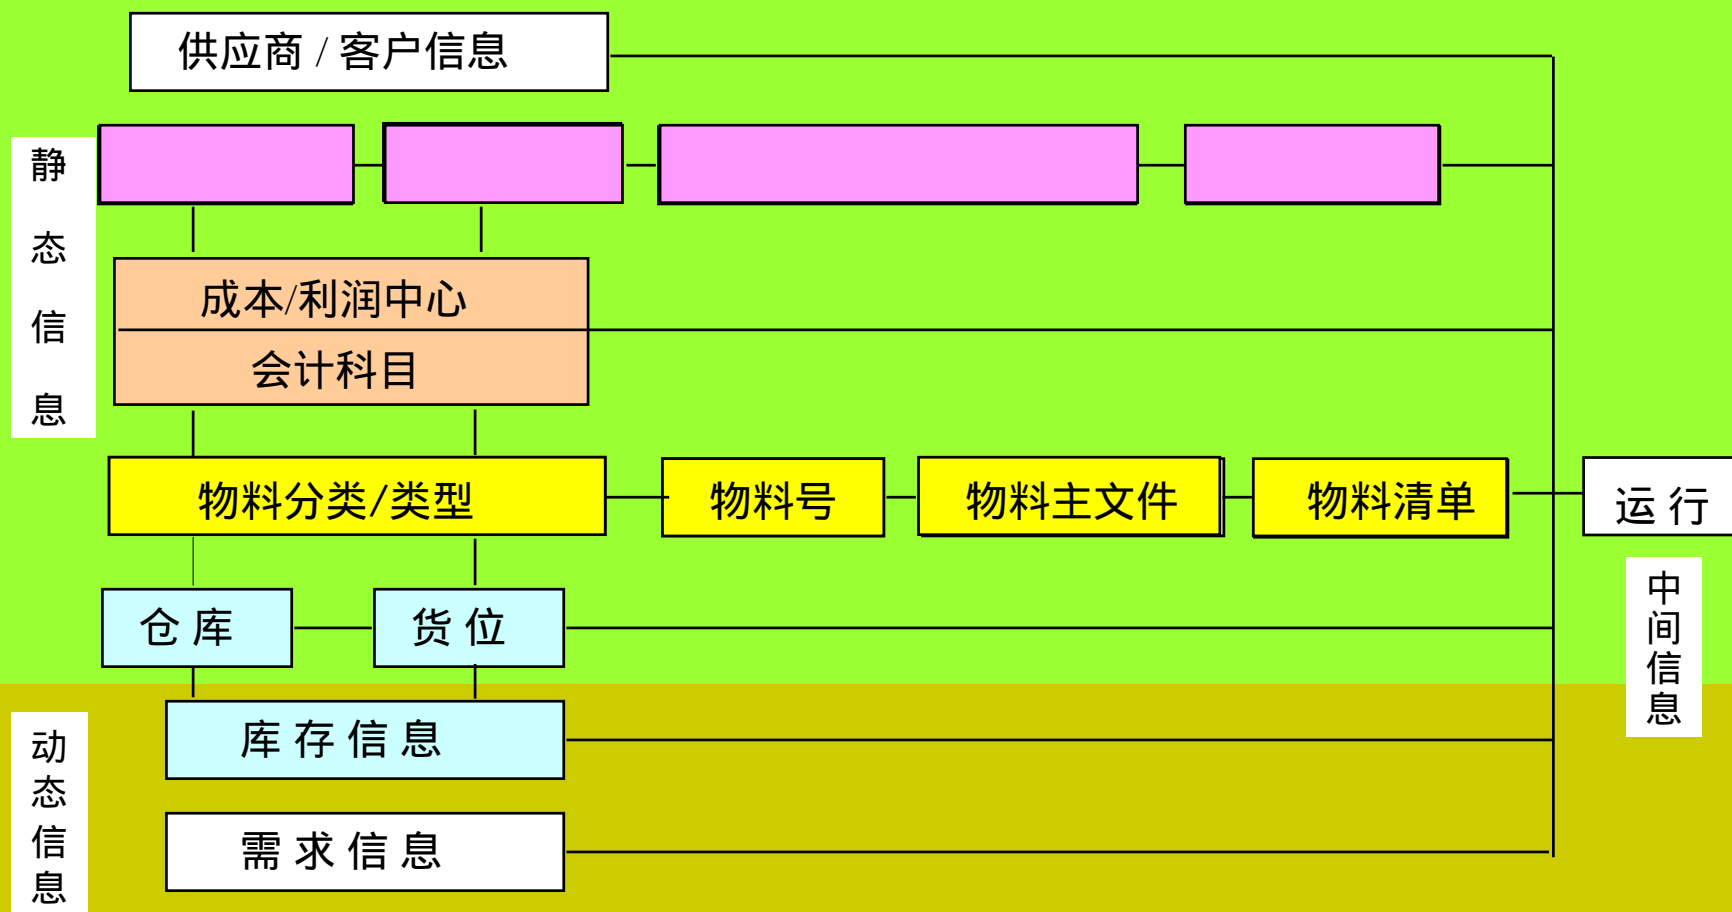 供应商 / 客户信息
静态信息
成本/利润中心
会计科目
物料分类/类型
物料号
物料主文件
物料清单
运 行
中间信息
仓 库
货 位
库 存 信 息
动态信息
需 求 信 息